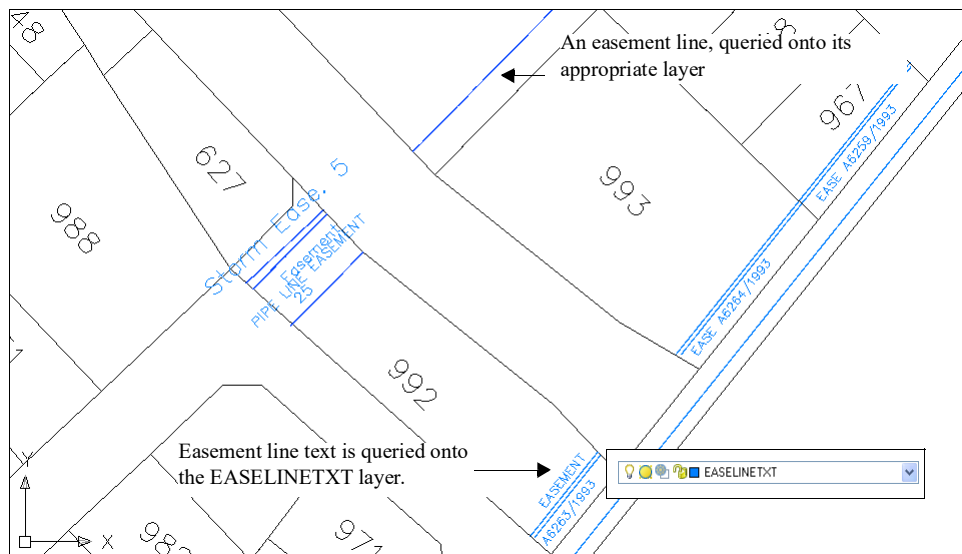 48
An easement line, queried onto its
appropriate layer
967
EASE A6259/1993
627
993
988
Storm Ease. 5
Easement
PIPE LINE EASEMENT
25
EASE A6264/1993
992
Easement line text is queried onto
the EASELINETXT layer.
EASEMENT
A6263/1993
EASELINETXT
Y
X
971